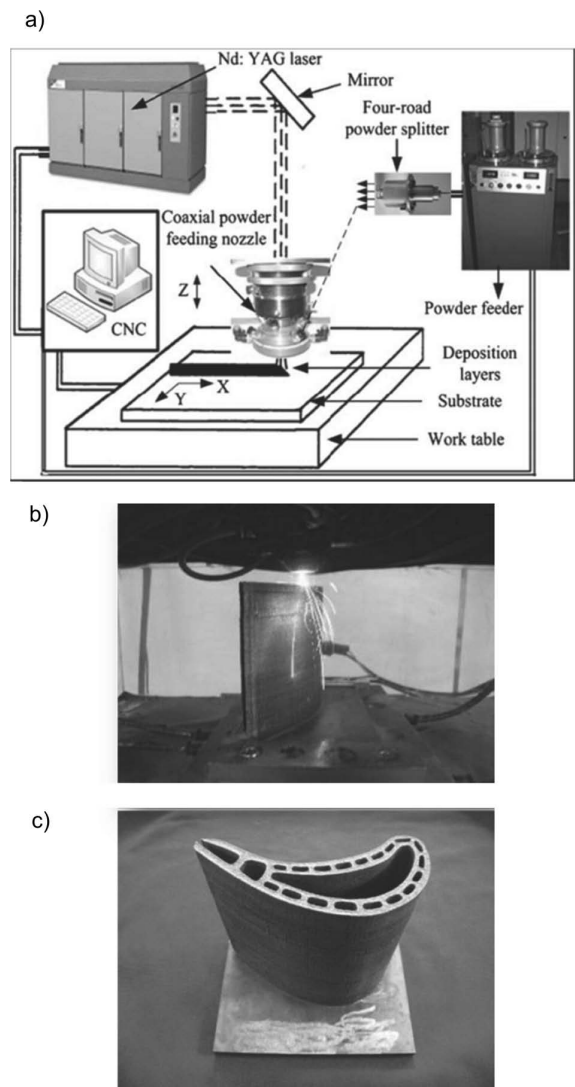 a)
Nd: YAG laser
Mirror
Four-road
powder splitter
Coaxial powder
feeding nozzle
Z
CNC
Powder feeder
Deposition
layers
X
Y
Substrate
Work table
b)
c)